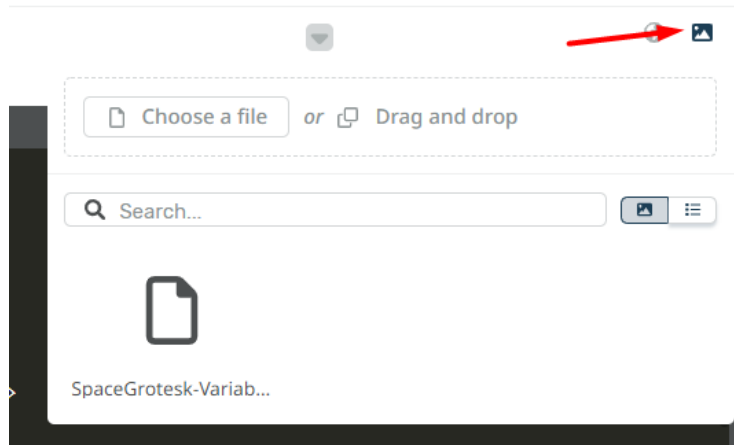 Choose a file or Drag and drop
Search...
SpaceGrotesk-Variab...